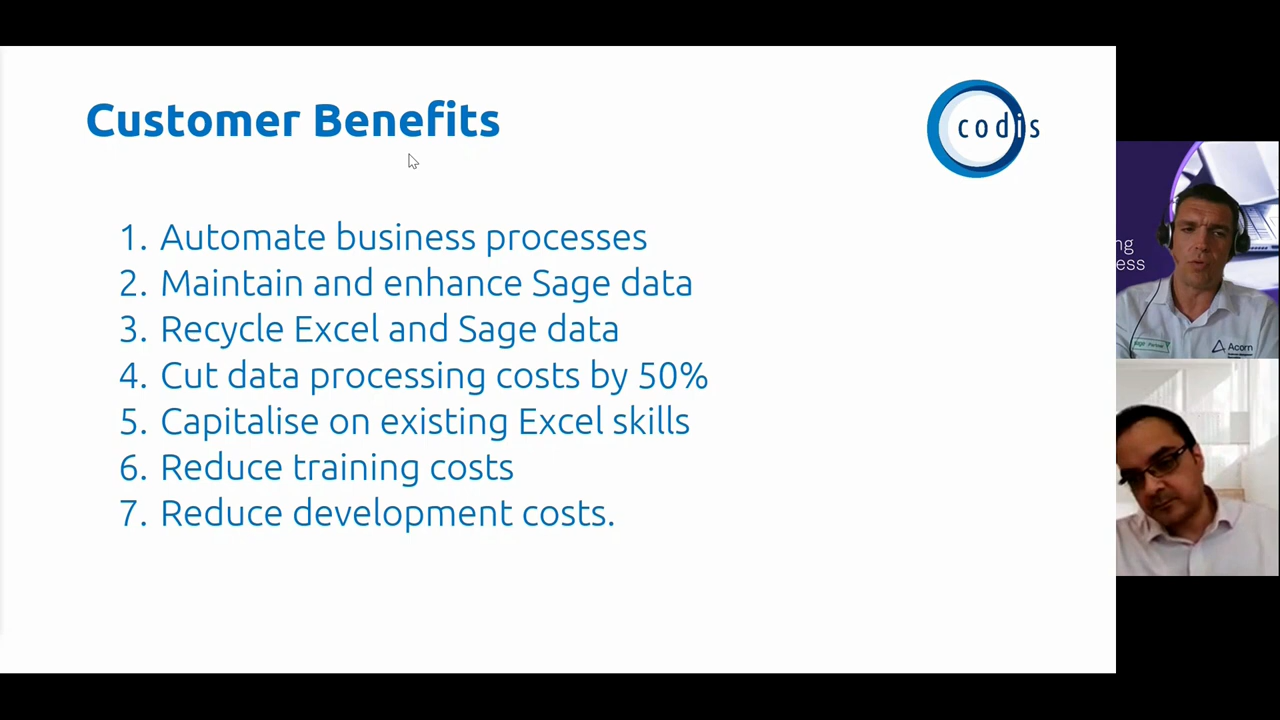 Customer Benefits
codis
1. Automate business processes
2. Maintain and enhance Sage data
3. Recycle Excel and Sage data
4. Cut data processing costs by 50%
5. Capitalise on existing Excel skills
6. Reduce training costs
7. Reduce development costs.
ng
ess
sage Partner
Acorn